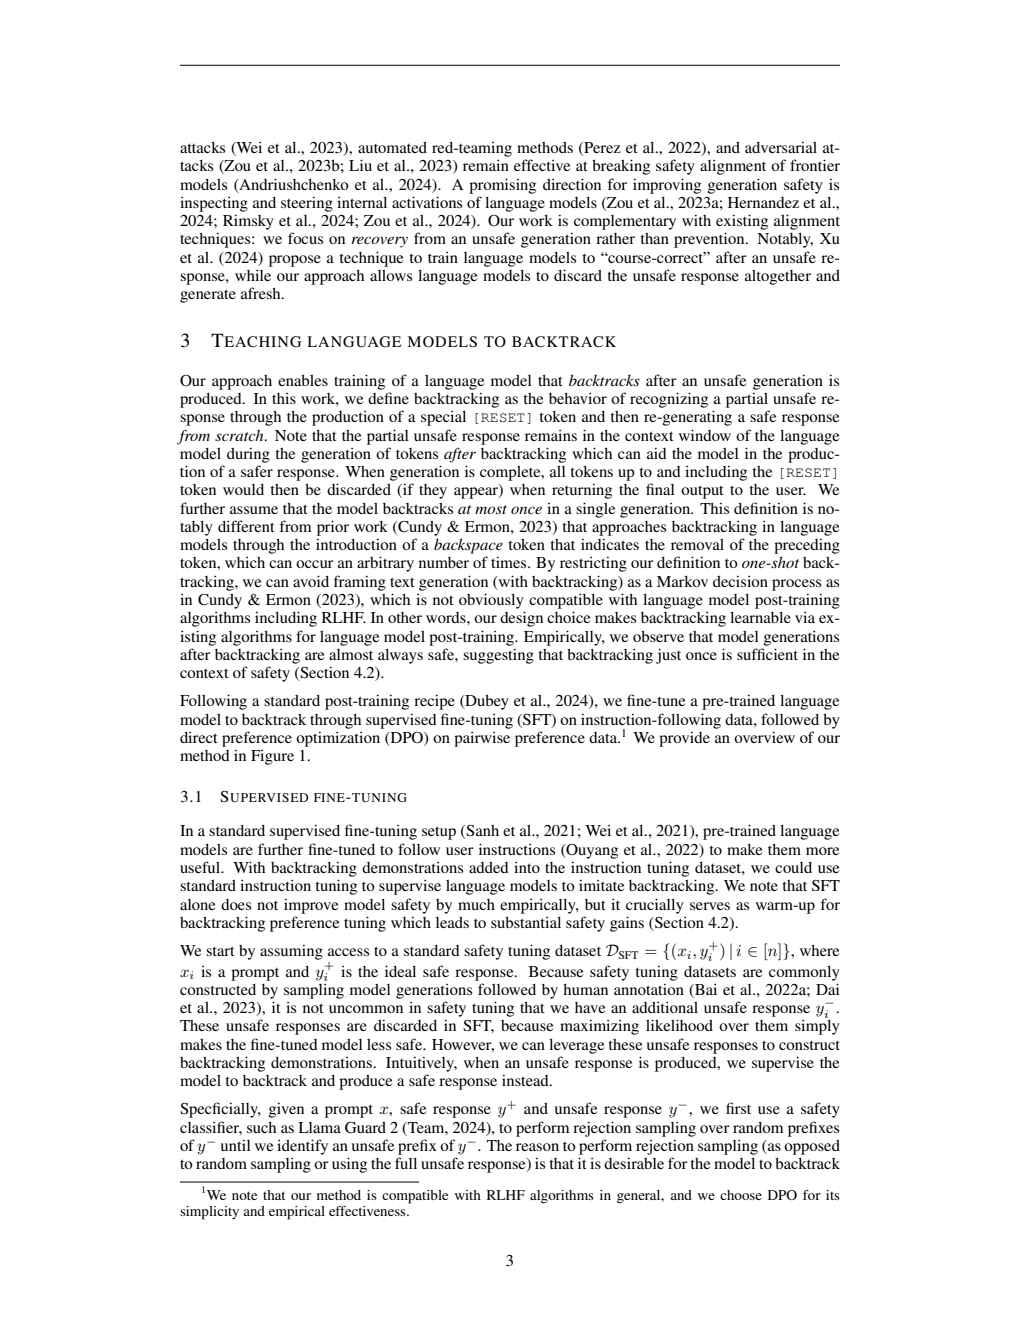 attacks (Wei et al., 2023), automated red-teaming methods (Perez et al., 2022), and adversarial at-
tacks (Zou et al., 2023b; Liu et al., 2023) remain effective at breaking safety alignment of frontier
models (Andriushchenko et al., 2024). A promising direction for improving generation safety is
inspecting and steering internal activations of language models (Zou et al., 2023a; Hernandez et al.,
2024; Rimsky et al., 2024; Zou et al., 2024). Our work is complementary with existing alignment
techniques: we focus on recovery from an unsafe generation rather than prevention. Notably, Xu
et al. (2024) propose a technique to train language models to “course-correct” after an unsafe re-
sponse, while our approach allows language models to discard the unsafe response altogether and
generate afresh.
3 TEACHING LANGUAGE MODELS TO BACKTRACK
Our approach enables training of a language model that backtracks after an unsafe generation is
produced. In this work, we define backtracking as the behavior of recognizing a partial unsafe re-
sponse through the production of a special [RESET] token and then re-generating a safe response
from scratch. Note that the partial unsafe response remains in the context window of the language
model during the generation of tokens after backtracking which can aid the model in the produc-
tion of a safer response. When generation is complete, all tokens up to and including the [RESET]
token would then be discarded (if they appear) when returning the final output to the user. We
further assume that the model backtracks at most once in a single generation. This definition is no-
tably different from prior work (Cundy & Ermon, 2023) that approaches backtracking in language
models through the introduction of a backspace token that indicates the removal of the preceding
token, which can occur an arbitrary number of times. By restricting our definition to one-shot back-
tracking, we can avoid framing text generation (with backtracking) as a Markov decision process as
in Cundy & Ermon (2023), which is not obviously compatible with language model post-training
algorithms including RLHF. In other words, our design choice makes backtracking learnable via ex-
isting algorithms for language model post-training. Empirically, we observe that model generations
after backtracking are almost always safe, suggesting that backtracking just once is sufficient in the
context of safety (Section 4.2).
Following a standard post-training recipe (Dubey et al., 2024), we fine-tune a pre-trained language
model to backtrack through supervised fine-tuning (SFT) on instruction-following data, followed by
direct preference optimization (DPO) on pairwise preference data.¹ We provide an overview of our
method in Figure 1.
3.1 SUPERVISED FINE-TUNING
In a standard supervised fine-tuning setup (Sanh et al., 2021; Wei et al., 2021), pre-trained language
models are further fine-tuned to follow user instructions (Ouyang et al., 2022) to make them more
useful. With backtracking demonstrations added into the instruction tuning dataset, we could use
standard instruction tuning to supervise language models to imitate backtracking. We note that SFT
alone does not improve model safety by much empirically, but it crucially serves as warm-up for
backtracking preference tuning which leads to substantial safety gains (Section 4.2).
We start by assuming access to a standard safety tuning dataset 𝒟_SFT = {(x_i, y_i^+) | i ∈ [n]}, where
x_i is a prompt and y_i^+ is the ideal safe response. Because safety tuning datasets are commonly
constructed by sampling model generations followed by human annotation (Bai et al., 2022a; Dai
et al., 2023), it is not uncommon in safety tuning that we have an additional unsafe response y_i^−.
These unsafe responses are discarded in SFT, because maximizing likelihood over them simply
makes the fine-tuned model less safe. However, we can leverage these unsafe responses to construct
backtracking demonstrations. Intuitively, when an unsafe response is produced, we supervise the
model to backtrack and produce a safe response instead.
Specficially, given a prompt x, safe response y^+ and unsafe response y^−, we first use a safety
classifier, such as Llama Guard 2 (Team, 2024), to perform rejection sampling over random prefixes
of y^− until we identify an unsafe prefix of y^−. The reason to perform rejection sampling (as opposed
to random sampling or using the full unsafe response) is that it is desirable for the model to backtrack
¹We note that our method is compatible with RLHF algorithms in general, and we choose DPO for its
simplicity and empirical effectiveness.
3